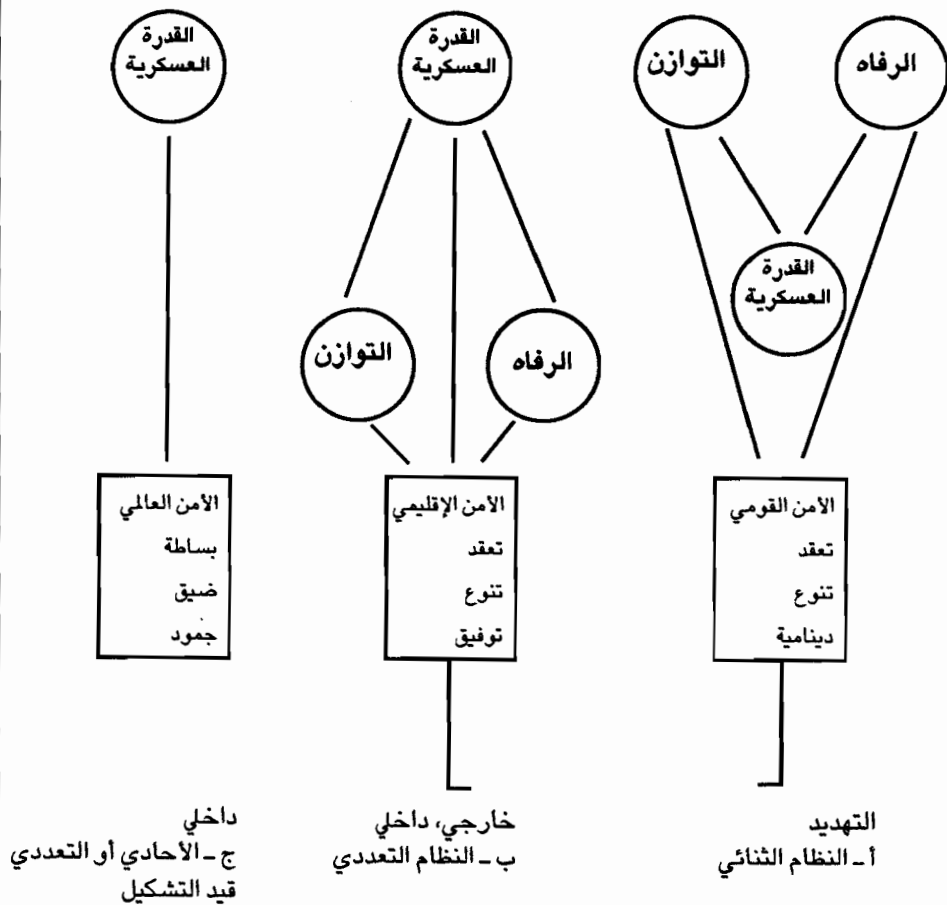 الرفاه
التوازن
القدرة
العسكرية
الأمن القومي
تعقد
تنوع
دينامية
التهديد
أ ـ النظام الثنائي
القدرة
العسكرية
الرفاه
التوازن
الأمن الإقليمي
تعقد
تنوع
توفيق
خارجي، داخلي
ب ـ النظام التعددي
القدرة
العسكرية
الأمن العالمي
بساطة
ضيق
جمود
داخلي
ج ـ الأحادي أو التعددي
قيد التشكيل